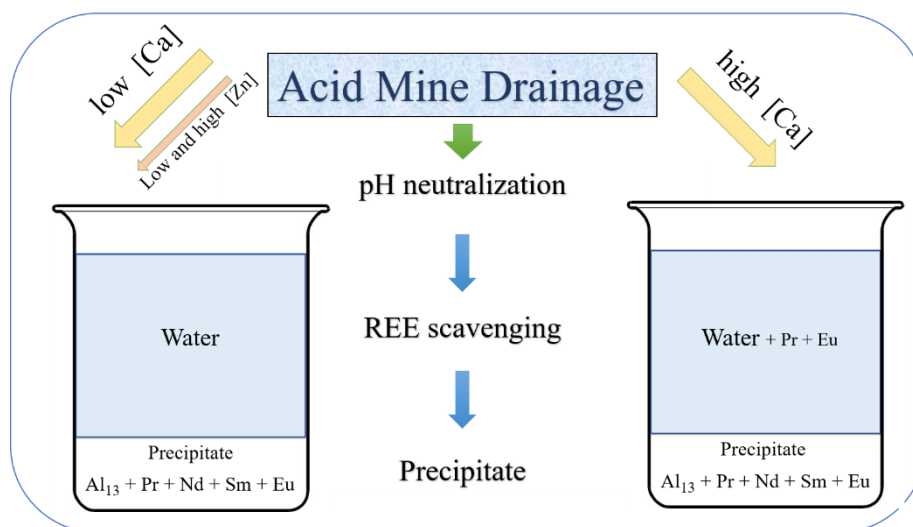 low [Ca]
Low and high [Zn]
Acid Mine Drainage
high [Ca]
pH neutralization
REE scavenging
Precipitate
Water
Precipitate
Al₁₃ + Pr + Nd + Sm + Eu
Water + Pr + Eu
Precipitate
Al₁₃ + Pr + Nd + Sm + Eu